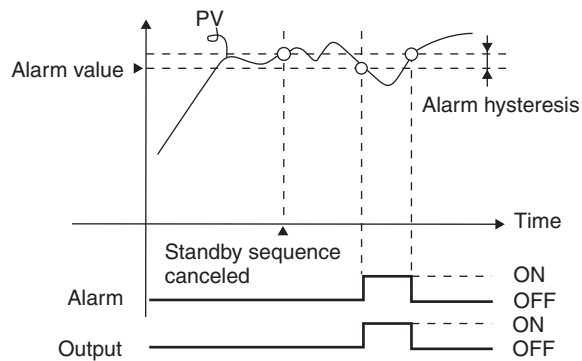 PV
Alarm value
Alarm hysteresis
Time
Standby sequence
canceled
ON
Alarm
OFF
ON
Output
OFF